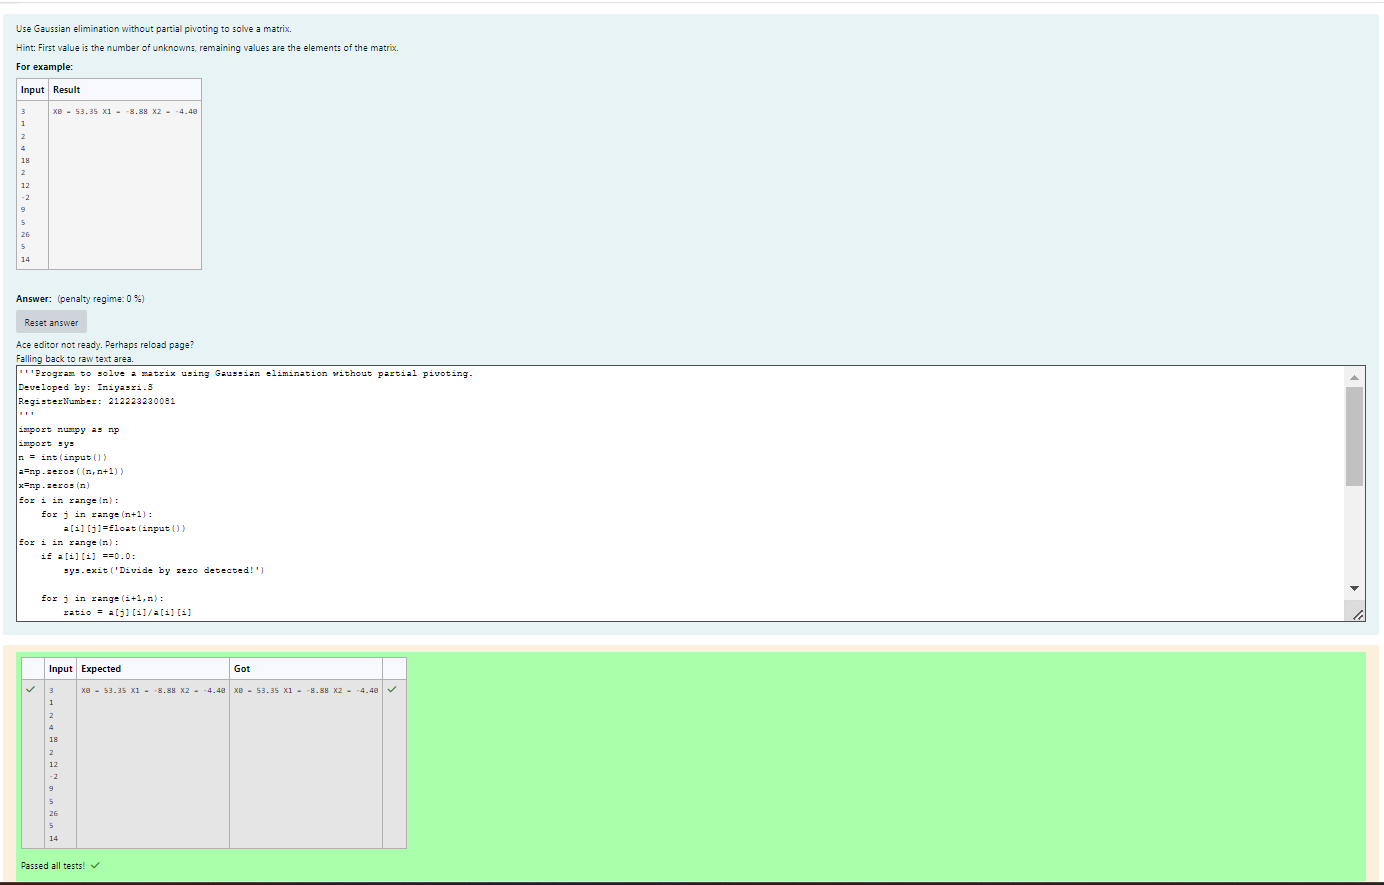 Use Gaussian elimination without partial pivoting to solve a matrix.
Hint: First value is the number of unknowns, remaining values are the elements of the matrix.
For example:
Input Result
3 X0 = 53.35 X1 = -8.88 X2 = -4.40
1
2
4
18
2
12
-2
9
5
26
5
14
Answer: (penalty regime: 0 %)
Reset answer
Ace editor not ready. Perhaps reload page?
Falling back to raw text area.
'''Program to solve a matrix using Gaussian elimination without partial pivoting.
Developed by: Iniyasri.S
RegisterNumber: 212223230081
'''
import numpy as np
import sys
n = int(input())
a=np.zeros((n,n+1))
x=np.zeros(n)
for i in range(n):
    for j in range(n+1):
        a[i][j]=float(input())
for i in range(n):
    if a[i][i] ==0.0:
        sys.exit('Divide by zero detected!')
    for j in range(i+1,n):
        ratio = a[j][i]/a[i][i]
Input Expected Got
3 X0 = 53.35 X1 = -8.88 X2 = -4.40 X0 = 53.35 X1 = -8.88 X2 = -4.40
1
2
4
18
2
12
-2
9
5
26
5
14
Passed all tests!